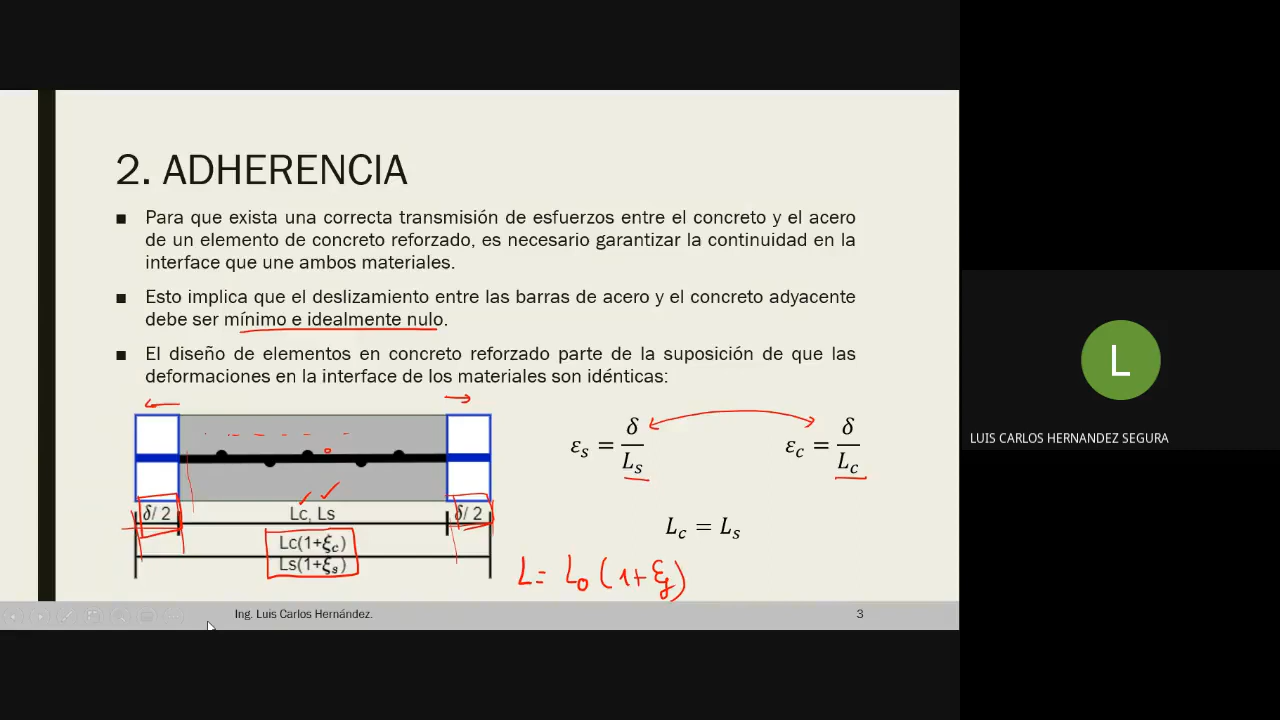 2. ADHERENCIA
■ Para que exista una correcta transmisión de esfuerzos entre el concreto y el acero
de un elemento de concreto reforzado, es necesario garantizar la continuidad en la
interface que une ambos materiales.
■ Esto implica que el deslizamiento entre las barras de acero y el concreto adyacente
debe ser mínimo e idealmente nulo.
■ El diseño de elementos en concreto reforzado parte de la suposición de que las
deformaciones en la interface de los materiales son idénticas:
εs = δ/Ls
εc = δ/Lc
δ/ 2
Lc, Ls
δ/ 2
Lc = Ls
Lc(1+ξc)
Ls(1+ξs)
L = L0 (1+ ξ)
Ing. Luis Carlos Hernández.
3
L
LUIS CARLOS HERNANDEZ SEGURA